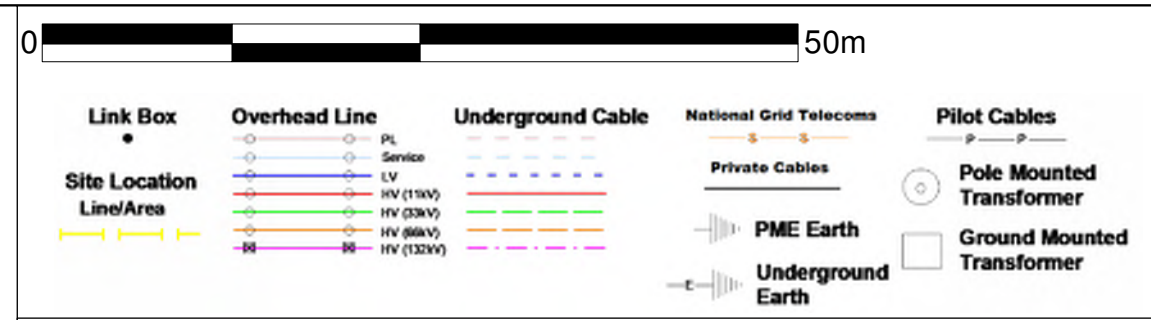 0 50m
Link Box
Site Location
Line/Area
Overhead Line
PL
Service
LV
HV (11kV)
HV (33kV)
HV (66kV)
HV (132kV)
Underground Cable
National Grid Telecoms
S S
Private Cables
PME Earth
E
Underground
Earth
Pilot Cables
P P
Pole Mounted
Transformer
Ground Mounted
Transformer